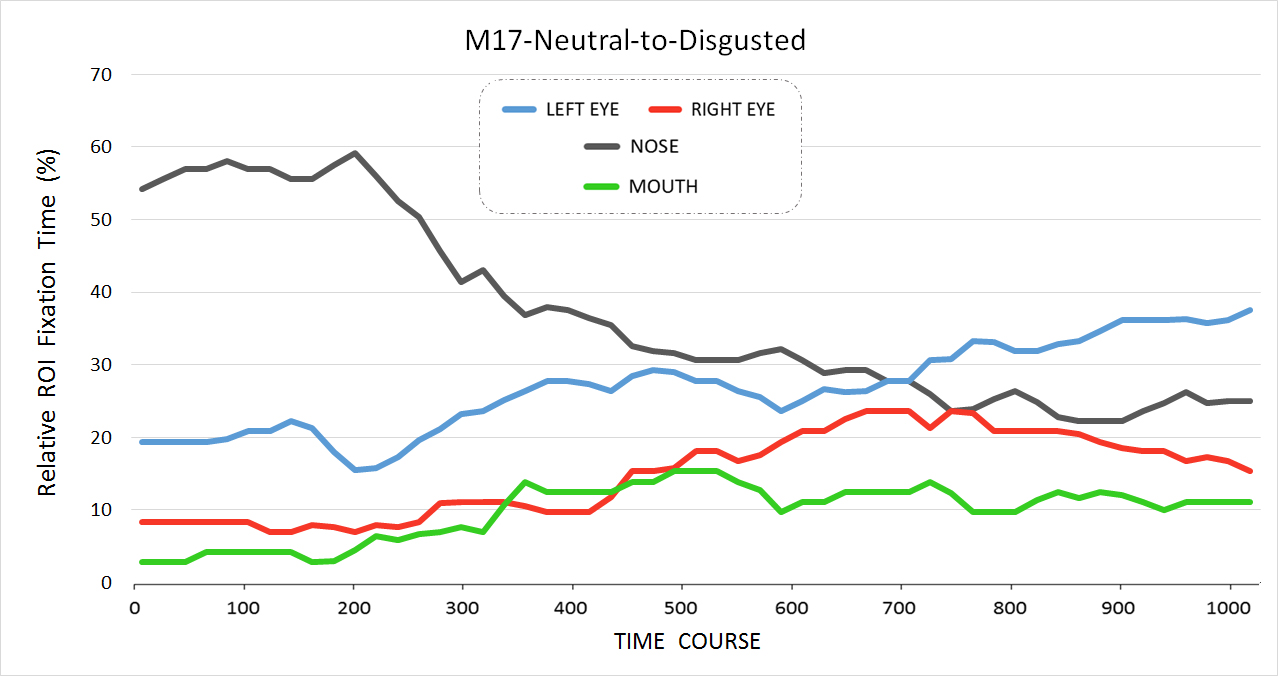 M17-Neutral-to-Disgusted
70
LEFT EYE RIGHT EYE
60
NOSE
MOUTH
50
40
30
20
10
0
Relative ROI Fixation Time (%)
0 100 200 300 400 500 600 700 800 900 1000
TIME COURSE